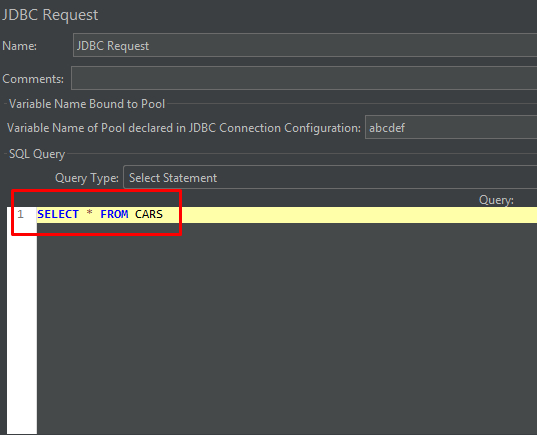 JDBC Request
Name: JDBC Request
Comments:
Variable Name Bound to Pool
Variable Name of Pool declared in JDBC Connection Configuration: abcdef
SQL Query
Query Type: Select Statement
Query:
1 SELECT * FROM CARS